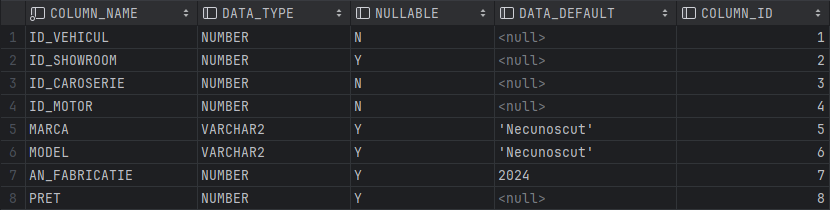 COLUMN_NAME DATA_TYPE NULLABLE DATA_DEFAULT COLUMN_ID
1 ID_VEHICUL NUMBER N <null> 1
2 ID_SHOWROOM NUMBER Y <null> 2
3 ID_CAROSERIE NUMBER N <null> 3
4 ID_MOTOR NUMBER N <null> 4
5 MARCA VARCHAR2 Y 'Necunoscut' 5
6 MODEL VARCHAR2 Y 'Necunoscut' 6
7 AN_FABRICATIE NUMBER Y 2024 7
8 PRET NUMBER Y <null> 8